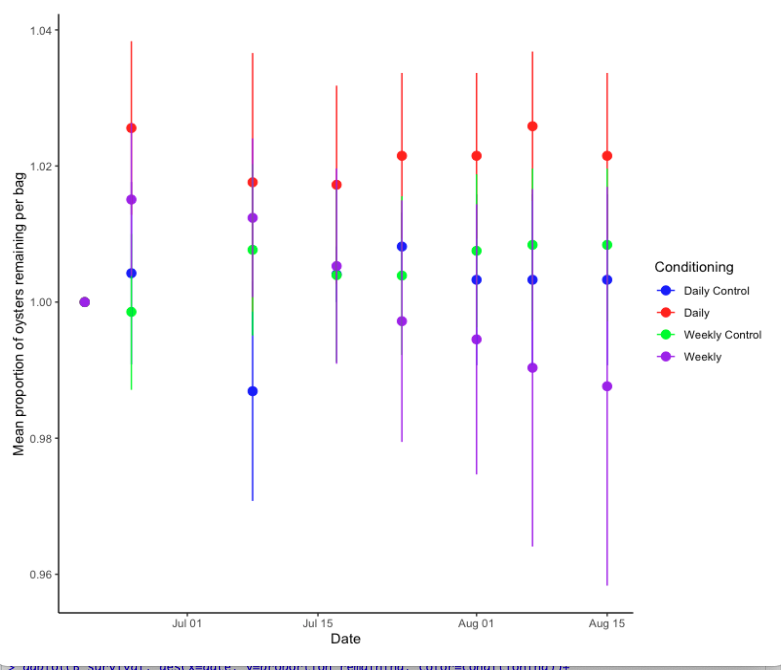 1.04
1.02
1.00
0.98
0.96
Mean proportion of oysters remaining per bag
Jul 01
Jul 15
Aug 01
Aug 15
Date
Conditioning
Daily Control
Daily
Weekly Control
Weekly